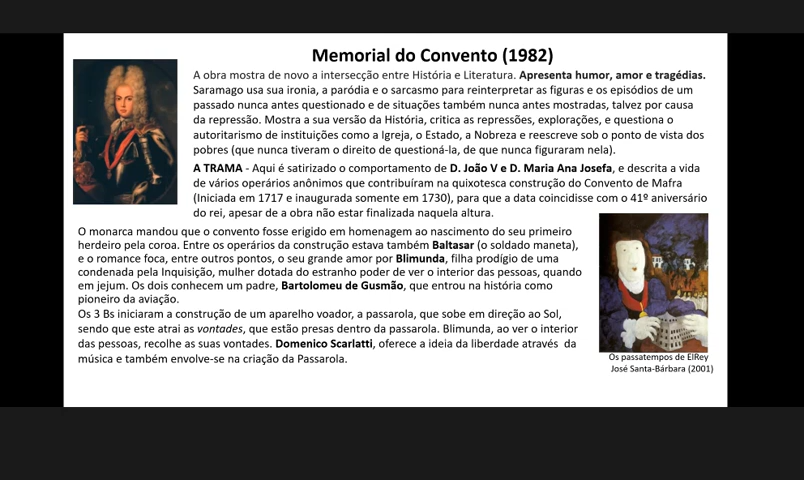 Memorial do Convento (1982)
A obra mostra de novo a intersecção entre História e Literatura. Apresenta humor, amor e tragédias.
Saramago usa sua ironia, a paródia e o sarcasmo para reinterpretar as figuras e os episódios de um
passado nunca antes questionado e de situações também nunca antes mostradas, talvez por causa
da repressão. Mostra a sua versão da História, critica as repressões, explorações, e questiona o
autoritarismo de instituições como a Igreja, o Estado, a Nobreza e reescreve sob o ponto de vista dos
pobres (que nunca tiveram o direito de questioná-la, de que nunca figuraram nela).
A TRAMA - Aqui é satirizado o comportamento de D. João V e D. Maria Ana Josefa, e descrita a vida
de vários operários anônimos que contribuíram na quixotesca construção do Convento de Mafra
(Iniciada em 1717 e inaugurada somente em 1730), para que a data coincidisse com o 41º aniversário
do rei, apesar de a obra não estar finalizada naquela altura.
O monarca mandou que o convento fosse erigido em homenagem ao nascimento do seu primeiro
herdeiro pela coroa. Entre os operários da construção estava também Baltasar (o soldado maneta),
e o romance foca, entre outros pontos, o seu grande amor por Blimunda, filha prodígio de uma
condenada pela Inquisição, mulher dotada do estranho poder de ver o interior das pessoas, quando
em jejum. Os dois conhecem um padre, Bartolomeu de Gusmão, que entrou na história como
pioneiro da aviação.
Os 3 Bs iniciaram a construção de um aparelho voador, a passarola, que sobe em direção ao Sol,
sendo que este atrai as vontades, que estão presas dentro da passarola. Blimunda, ao ver o interior
das pessoas, recolhe as suas vontades. Domenico Scarlatti, oferece a ideia da liberdade através da
música e também envolve-se na criação da Passarola.
Os passatempos de ElRey
José Santa-Bárbara (2001)